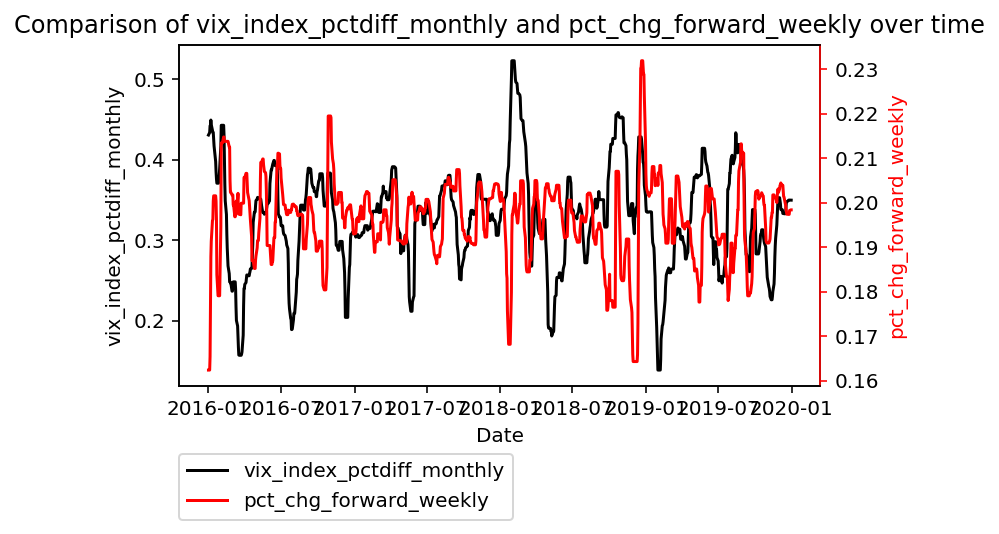 Comparison of vix_index_pctdiff_monthly and pct_chg_forward_weekly over time
vix_index_pctdiff_monthly
0.5
0.4
0.3
0.2
0.23
0.22
0.21
0.20
0.19
0.18
0.17
0.16
pct_chg_forward_weekly
2016-01 2016-07 2017-01 2017-07 2018-01 2018-07 2019-01 2019-07 2020-01
Date
vix_index_pctdiff_monthly
pct_chg_forward_weekly